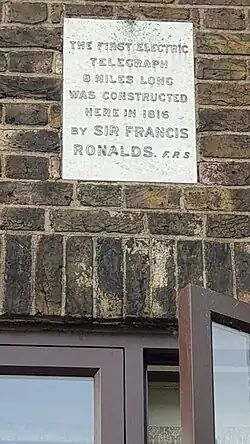 THE FIRST ELECTRIC
TELEGRAPH
8 MILES LONG
WAS CONSTRUCTED
HERE IN 1816
BY SIR FRANCIS
RONALDS. F.R.S